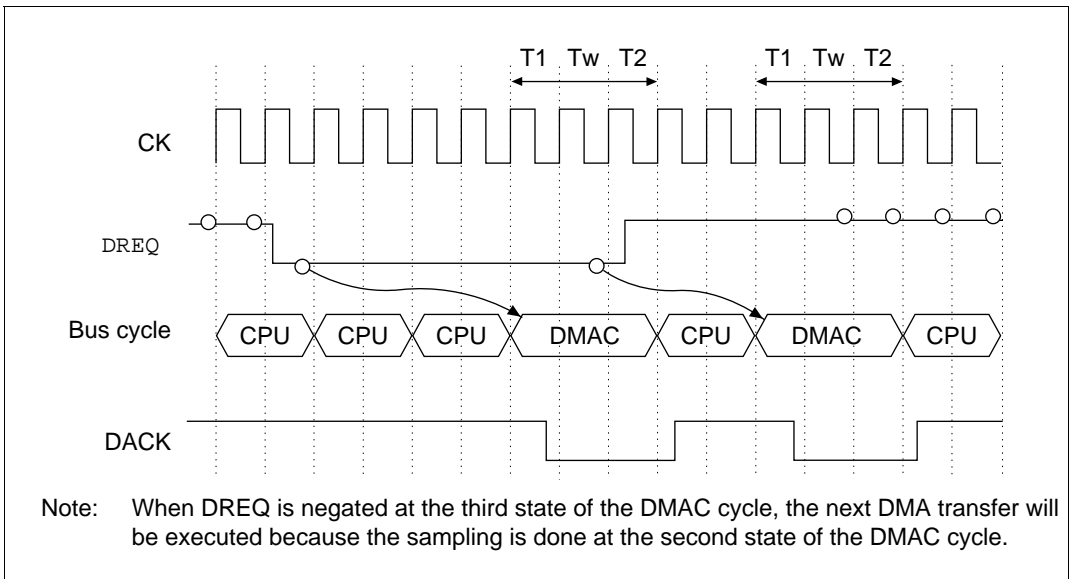 T1 Tw T2 T1 Tw T2
CK
DREQ
Bus cycle CPU CPU CPU DMAC CPU DMAC CPU
DACK
Note: When DREQ is negated at the third state of the DMAC cycle, the next DMA transfer will
be executed because the sampling is done at the second state of the DMAC cycle.